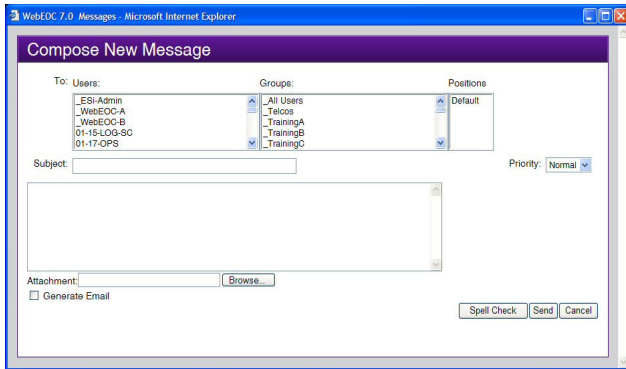 WebEOC 7.0 Messages - Microsoft Internet Explorer
Compose New Message
To: Users: Groups: Positions
_ESi-Admin _All Users Default
_WebEOC-A _Telcos
_WebEOC-B _TrainingA
01-15-LOG-SC _TrainingB
01-17-OPS _TrainingC
Subject: Priority: Normal
Attachment: Browse...
Generate Email
Spell Check Send Cancel